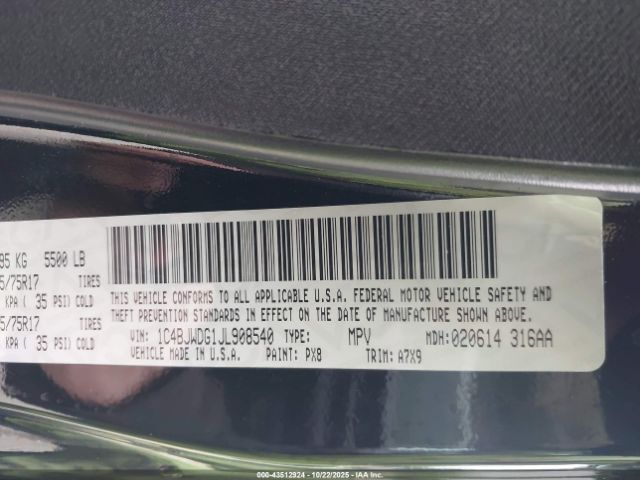 95 KG 5500 LB
5/75R17 TIRES
KPA ( 35 PSI) COLD
5/75R17 TIRES
KPA ( 35 PSI) COLD
THIS VEHICLE CONFORMS TO ALL APPLICABLE U.S.A. FEDERAL MOTOR VEHICLE SAFETY AND
THEFT PREVENTION STANDARDS IN EFFECT ON THE DATE OF MANUFACTURE SHOWN ABOVE.
VIN: 1C4BJWDG1JL908540 TYPE: MPV MDH: 020614 316AA
MADE IN U.S.A. PAINT: PX8 TRIM: A7X9
000-43512924 - 10/22/2025 - IAA Inc.